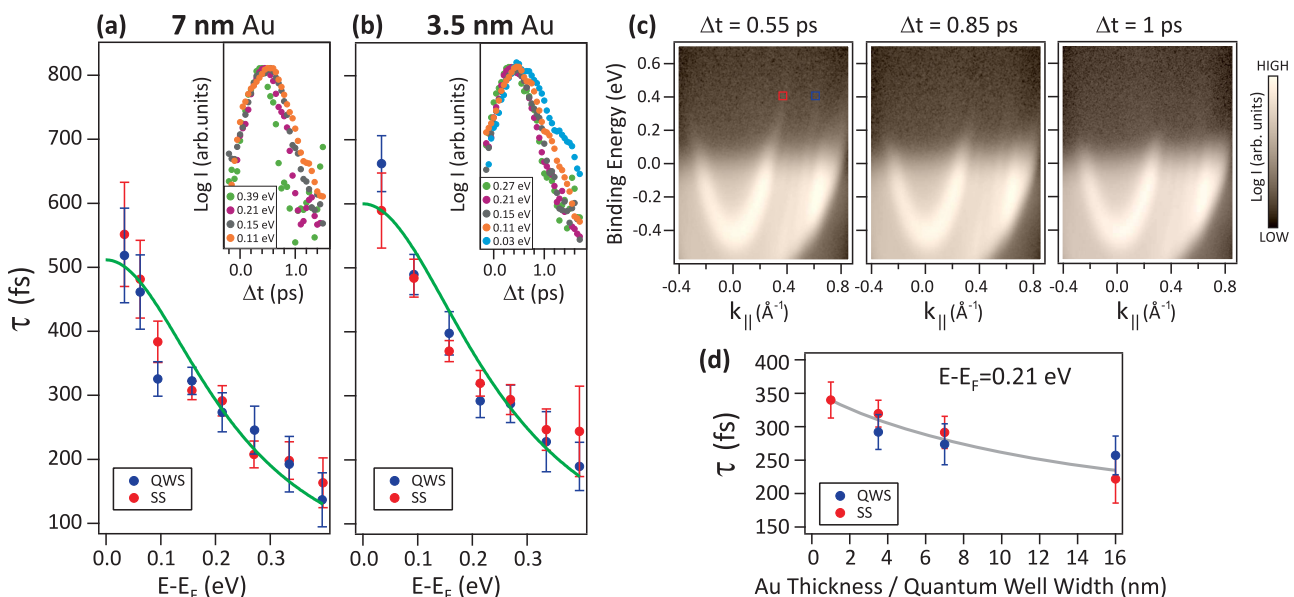 (a) 7 nm Au
800
700
600
500
400
300
200
100
τ (fs)
0.0 0.1 0.2 0.3
E-E_F (eV)
QWS
SS
Log I (arb.units)
0.39 eV
0.21 eV
0.15 eV
0.11 eV
0.0 1.0
Δt (ps)
(b) 3.5 nm Au
0.0 0.1 0.2 0.3
E-E_F (eV)
QWS
SS
Log I (arb.units)
0.27 eV
0.21 eV
0.15 eV
0.11 eV
0.03 eV
0.0 1.0
Δt (ps)
(c) Δt = 0.55 ps Δt = 0.85 ps Δt = 1 ps
Binding Energy (eV)
0.6
0.4
0.2
0.0
-0.2
-0.4
-0.4 0.0 0.4 0.8
-0.4 0.0 0.4 0.8
-0.4 0.0 0.4 0.8
k|| (Å⁻¹) k|| (Å⁻¹) k|| (Å⁻¹)
HIGH
Log I (arb. units)
LOW
(d)
E-E_F=0.21 eV
400
350
300
250
200
150
τ (fs)
QWS
SS
0 2 4 6 8 10 12 14 16
Au Thickness / Quantum Well Width (nm)